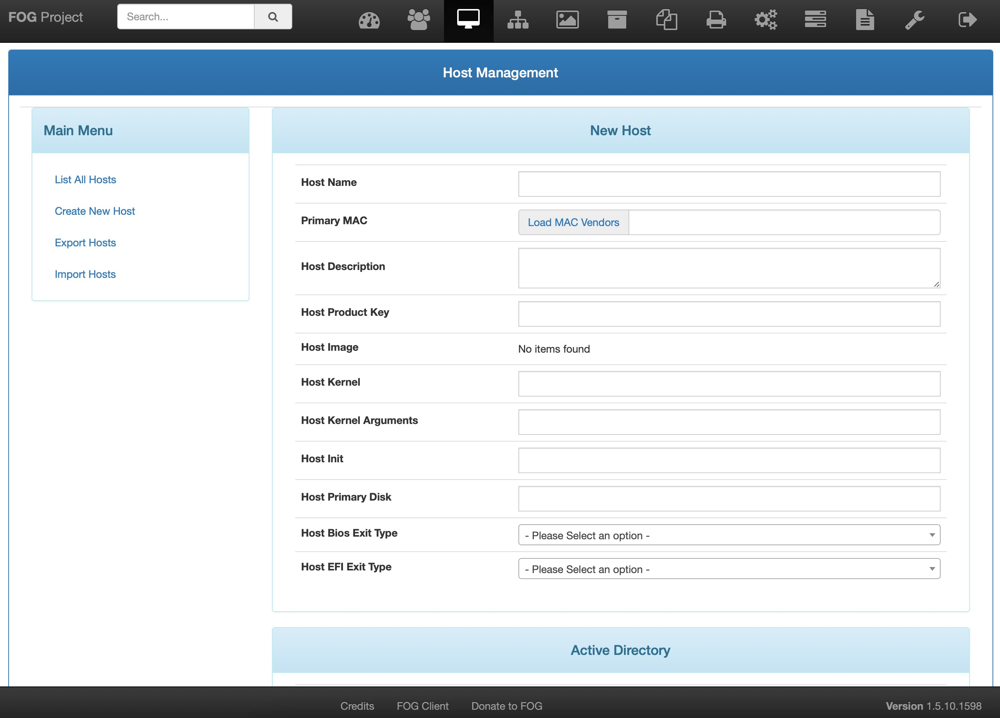 FOG Project
Search...
Host Management
Main Menu
List All Hosts
Create New Host
Export Hosts
Import Hosts
New Host
Host Name
Primary MAC
Load MAC Vendors
Host Description
Host Product Key
Host Image
No items found
Host Kernel
Host Kernel Arguments
Host Init
Host Primary Disk
Host Bios Exit Type
- Please Select an option -
Host EFI Exit Type
- Please Select an option -
Active Directory
Credits
FOG Client
Donate to FOG
Version 1.5.10.1598